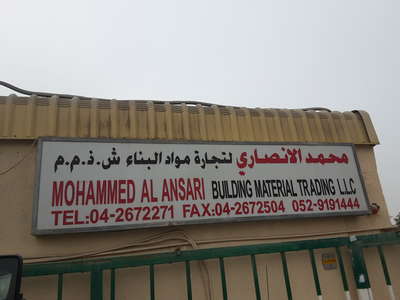 محمد الانصاري لتجارة مواد البناء ش.ذ.م.م
MOHAMMED AL ANSARI BUILDING MATERIAL TRADING L.L.C
TEL:04-2672271 FAX:04-2672504 052-9191444